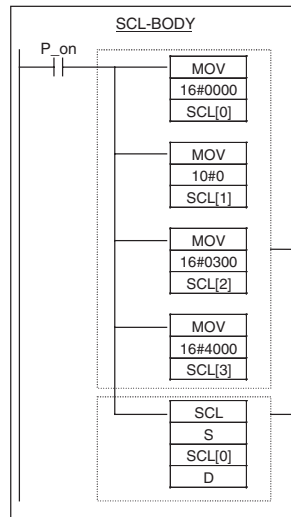 SCL-BODY
P_on
MOV
16#0000
SCL[0]
MOV
10#0
SCL[1]
MOV
16#0300
SCL[2]
MOV
16#4000
SCL[3]
SCL
S
SCL[0]
D